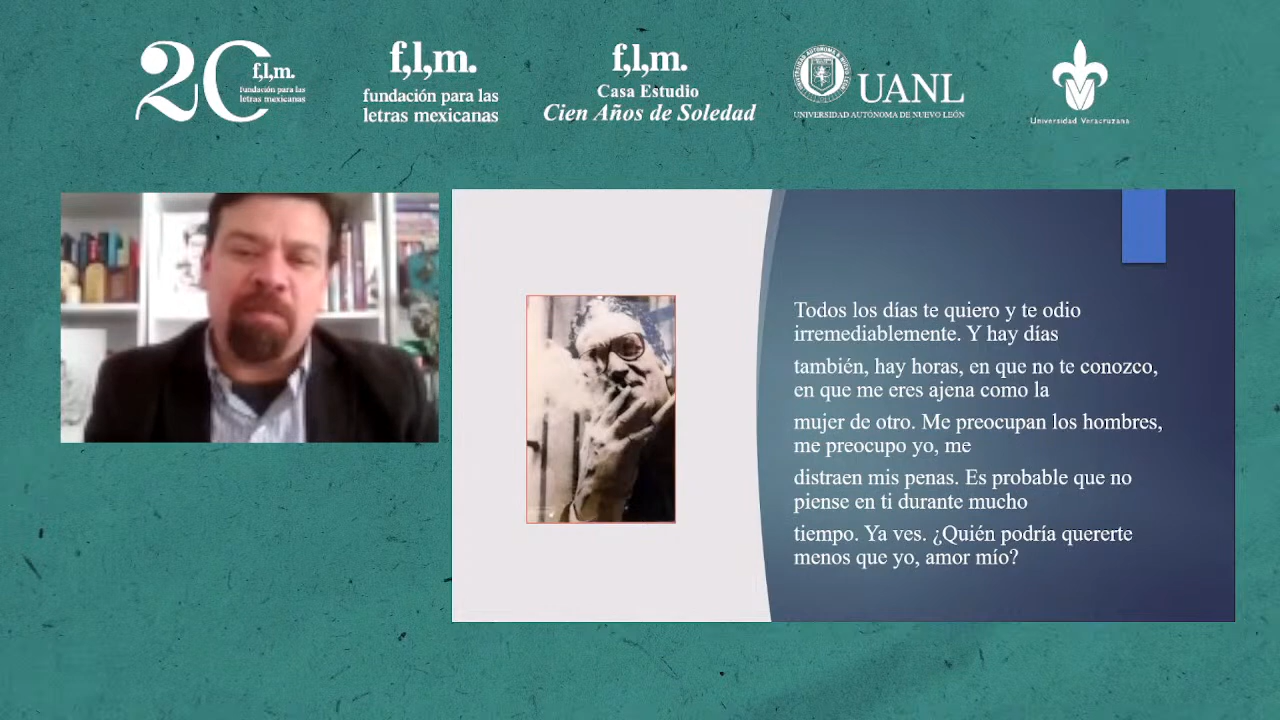 20
f,l,m.
fundación para las
letras mexicanas
f,l,m.
fundación para las
letras mexicanas
f,l,m.
Casa Estudio
Cien Años de Soledad
UANL
UNIVERSIDAD AUTÓNOMA DE NUEVO LEÓN
Universidad Veracruzana
Todos los días te quiero y te odio
irremediablemente. Y hay días
también, hay horas, en que no te conozco,
en que me eres ajena como la
mujer de otro. Me preocupan los hombres,
me preocupo yo, me
distraen mis penas. Es probable que no
piense en ti durante mucho
tiempo. Ya ves. ¿Quién podría quererte
menos que yo, amor mío?